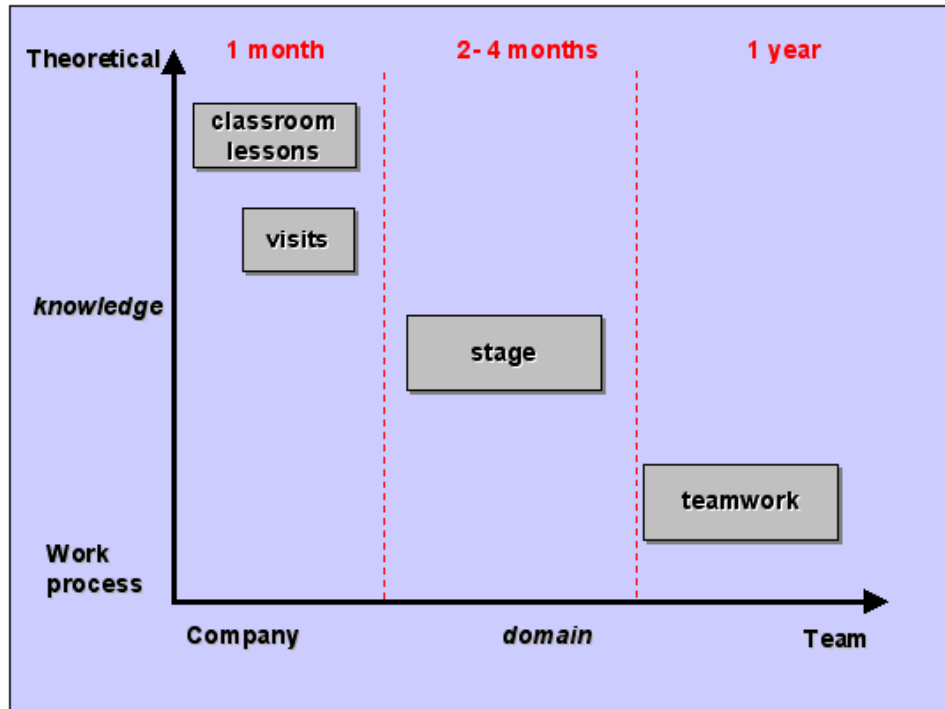 Theoretical
1 month
2- 4 months
1 year
classroom
lessons
visits
knowledge
stage
teamwork
Work
process
Company
domain
Team